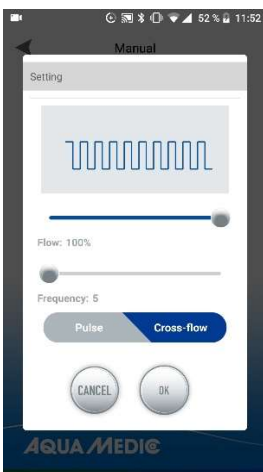 52 % 11:52
Manual
Setting
Flow: 100%
Frequency: 5
Pulse Cross-flow
CANCEL OK
AQUA MEDIC